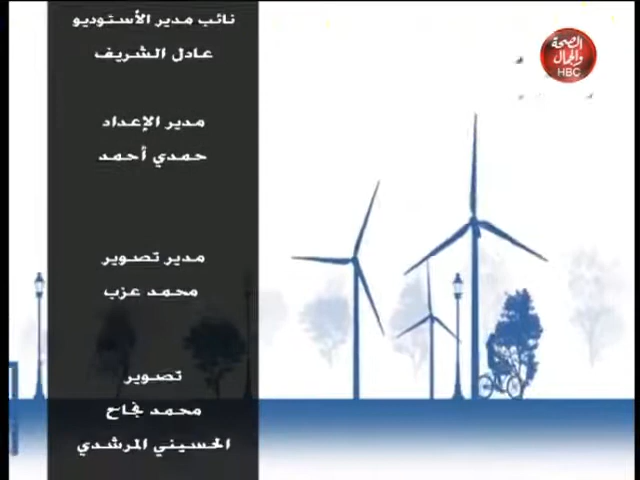 نائب مدير الأستوديو
عادل الشريف
الصحة
والجمال
HBC
مدير الإعداد
حمدي أحمد
مدير تصوير
محمد عزب
تصوير
محمد نجاح
الحسيني المرشدي